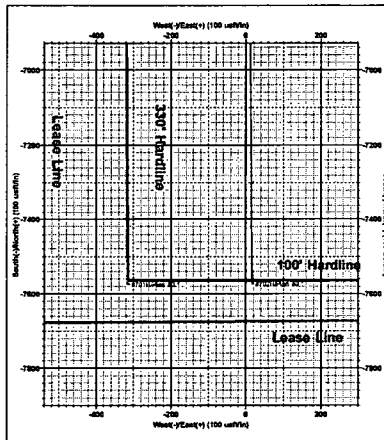 West(-)/East(+) (100 usft/in)
-400 -200 0 200
South(-)/North(+) (100 usft/in)
-7000
-7200
-7400
-7600
-7800
Lease Line
330' Hardline
100' Hardline
Lease Line
-400 -200 0 200
West(-)/East(+) (100 usft/in)